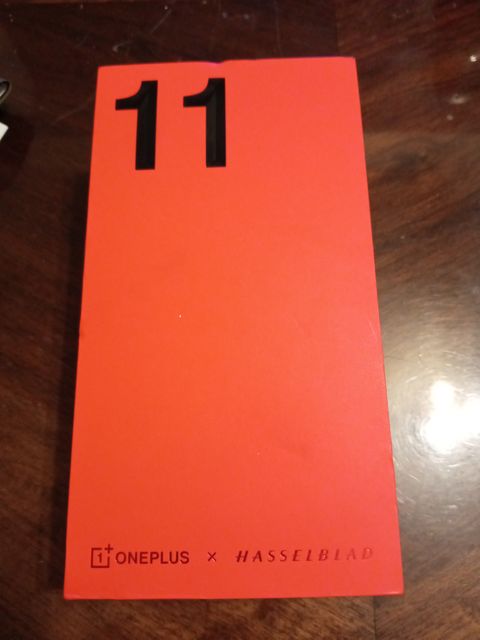 11
1+ ONEPLUS × HASSELBLAD